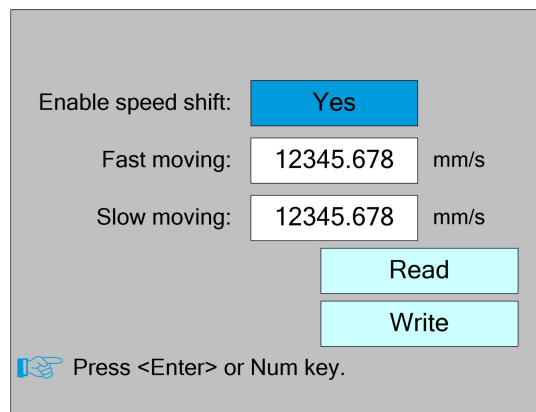 Enable speed shift: Yes
Fast moving: 12345.678 mm/s
Slow moving: 12345.678 mm/s
Read
Write
Press <Enter> or Num key.